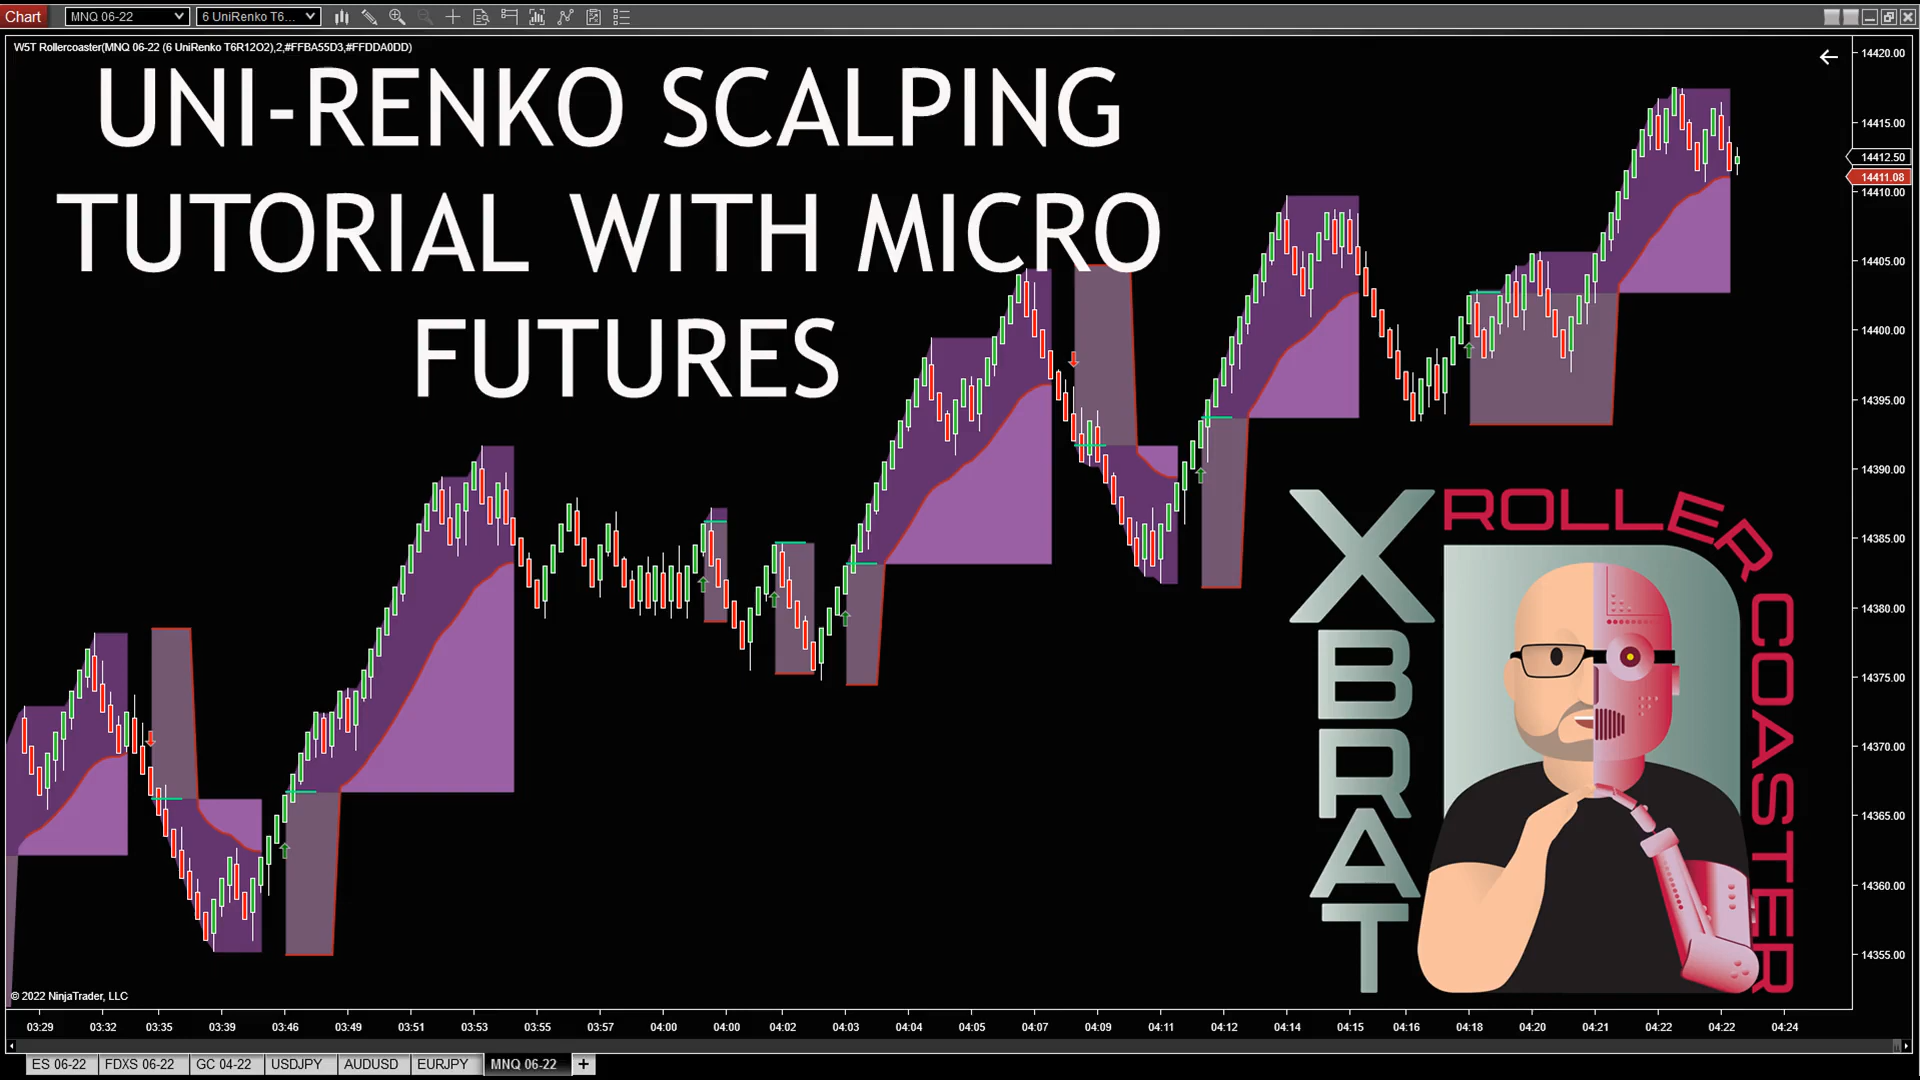 Chart
MNQ 06-22
6 UniRenko T6...
W5T Rollercoaster(MNQ 06-22 (6 UniRenko T6R12O2),2,#FFBA55D3,#FFDDA0DD)
UNI-RENKO SCALPING
TUTORIAL WITH MICRO
FUTURES
14420.00
14415.00
14412.50
14411.08
14410.00
14405.00
14400.00
14395.00
14390.00
14385.00
14380.00
14375.00
14370.00
14365.00
14360.00
14355.00
XBRAT
ROLLER COASTER
© 2022 NinjaTrader, LLC
03:29 03:32 03:35 03:39 03:46 03:49 03:51 03:53 03:55 03:57 04:00 04:00 04:02 04:03 04:04 04:05 04:07 04:09 04:11 04:12 04:14 04:15 04:16 04:18 04:20 04:21 04:22 04:22 04:24
ES 06-22 FDXS 06-22 GC 04-22 USDJPY AUDUSD EURJPY MNQ 06-22 +